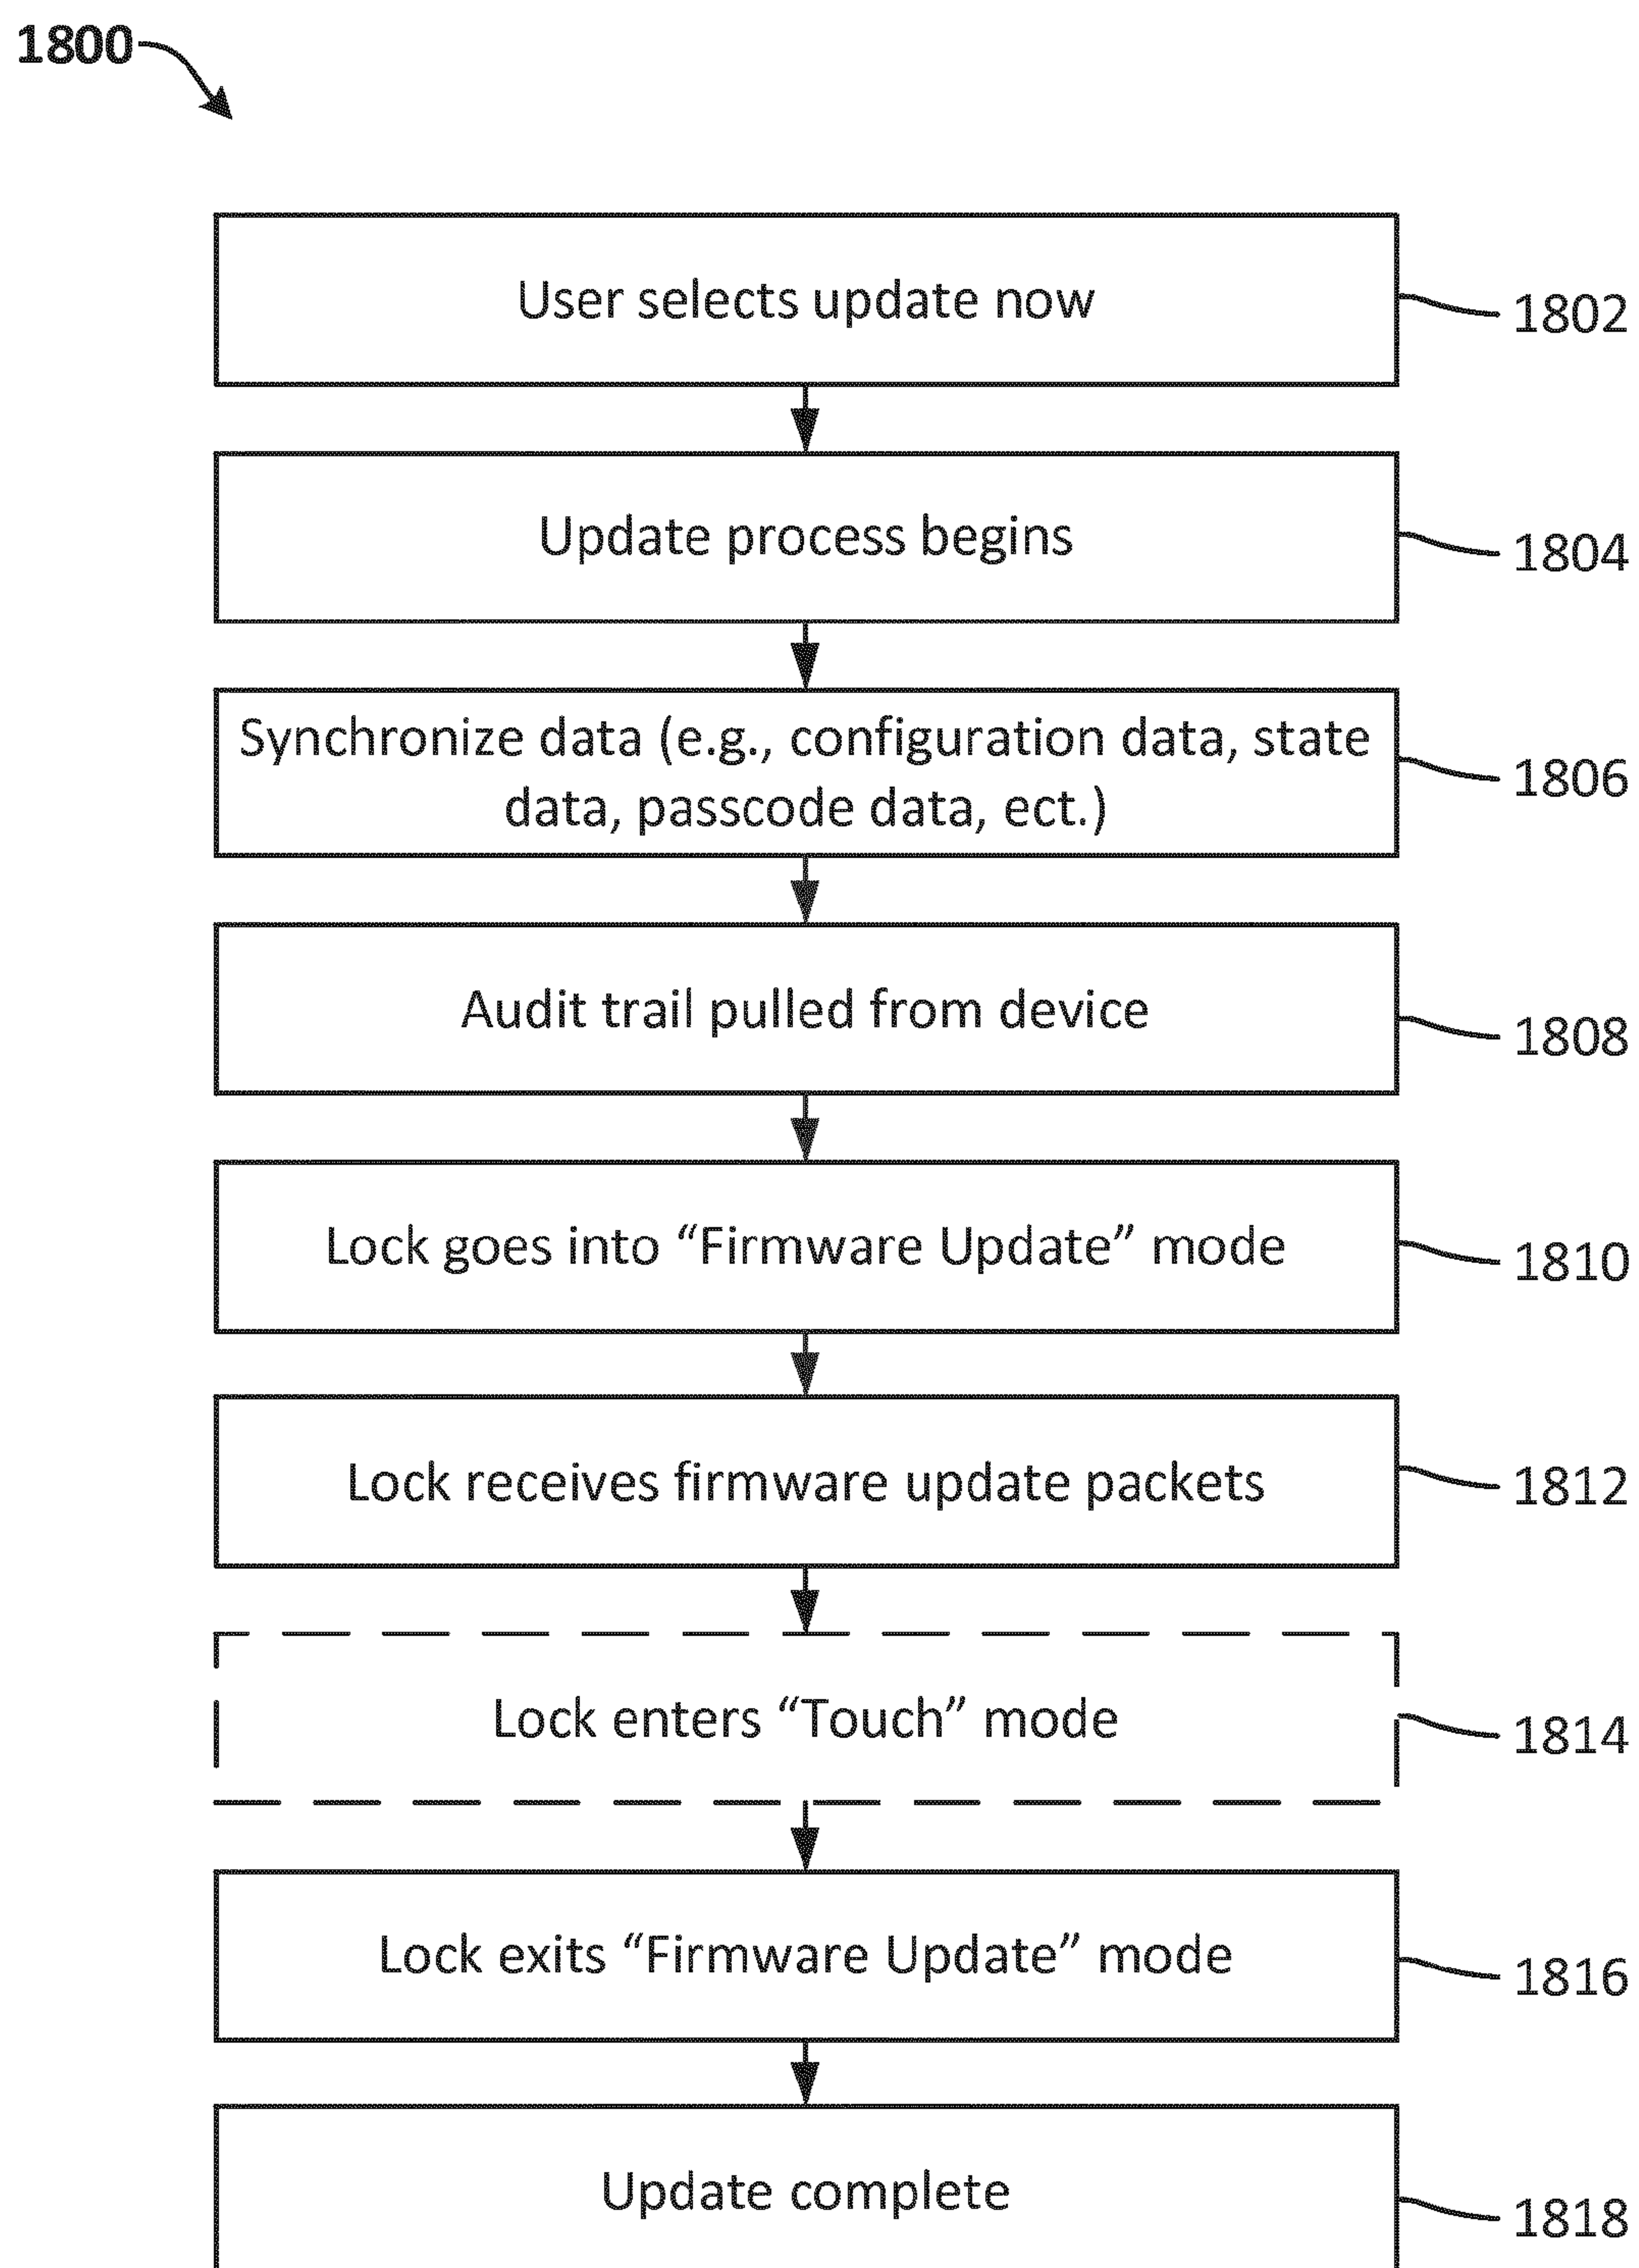 1800
User selects update now
1802
Update process begins
1804
Synchronize data (e.g., configuration data, state
data, passcode data, ect.)
1806
Audit trail pulled from device
1808
Lock goes into “Firmware Update” mode
1810
Lock receives firmware update packets
1812
Lock enters “Touch” mode
1814
Lock exits “Firmware Update” mode
1816
Update complete
1818